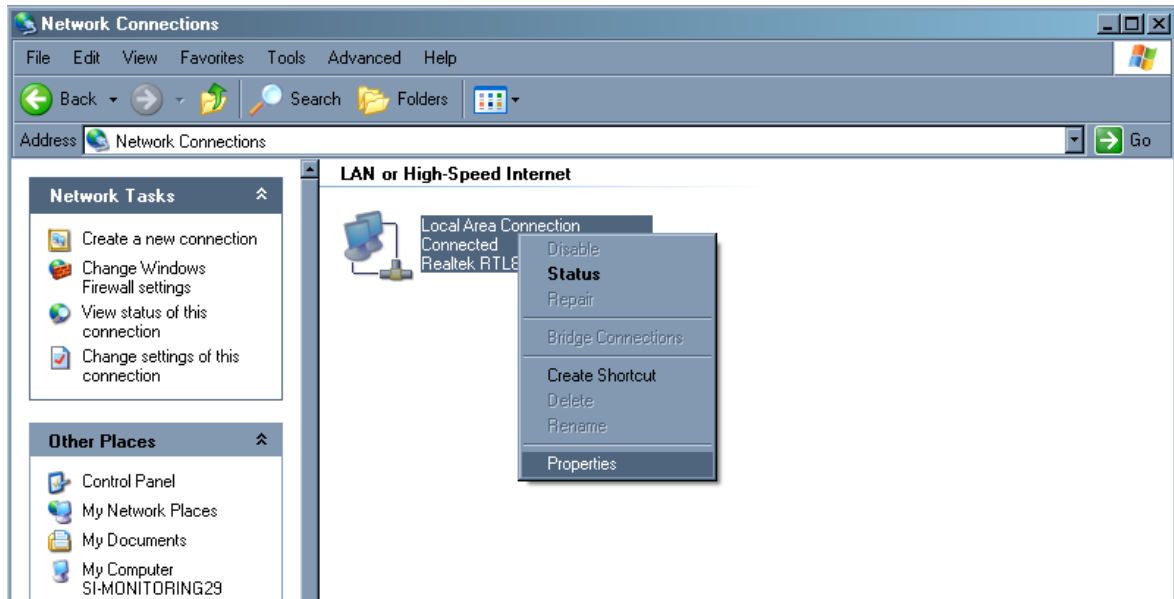 Network Connections
File Edit View Favorites Tools Advanced Help
Back Search Folders
Address Network Connections Go
Network Tasks
Create a new connection
Change Windows
Firewall settings
View status of this
connection
Change settings of this
connection
Other Places
Control Panel
My Network Places
My Documents
My Computer
SI-MONITORING29
LAN or High-Speed Internet
Local Area Connection
Connected
Realtek
Disable
Status
Repair
Bridge Connections
Create Shortcut
Delete
Rename
Properties